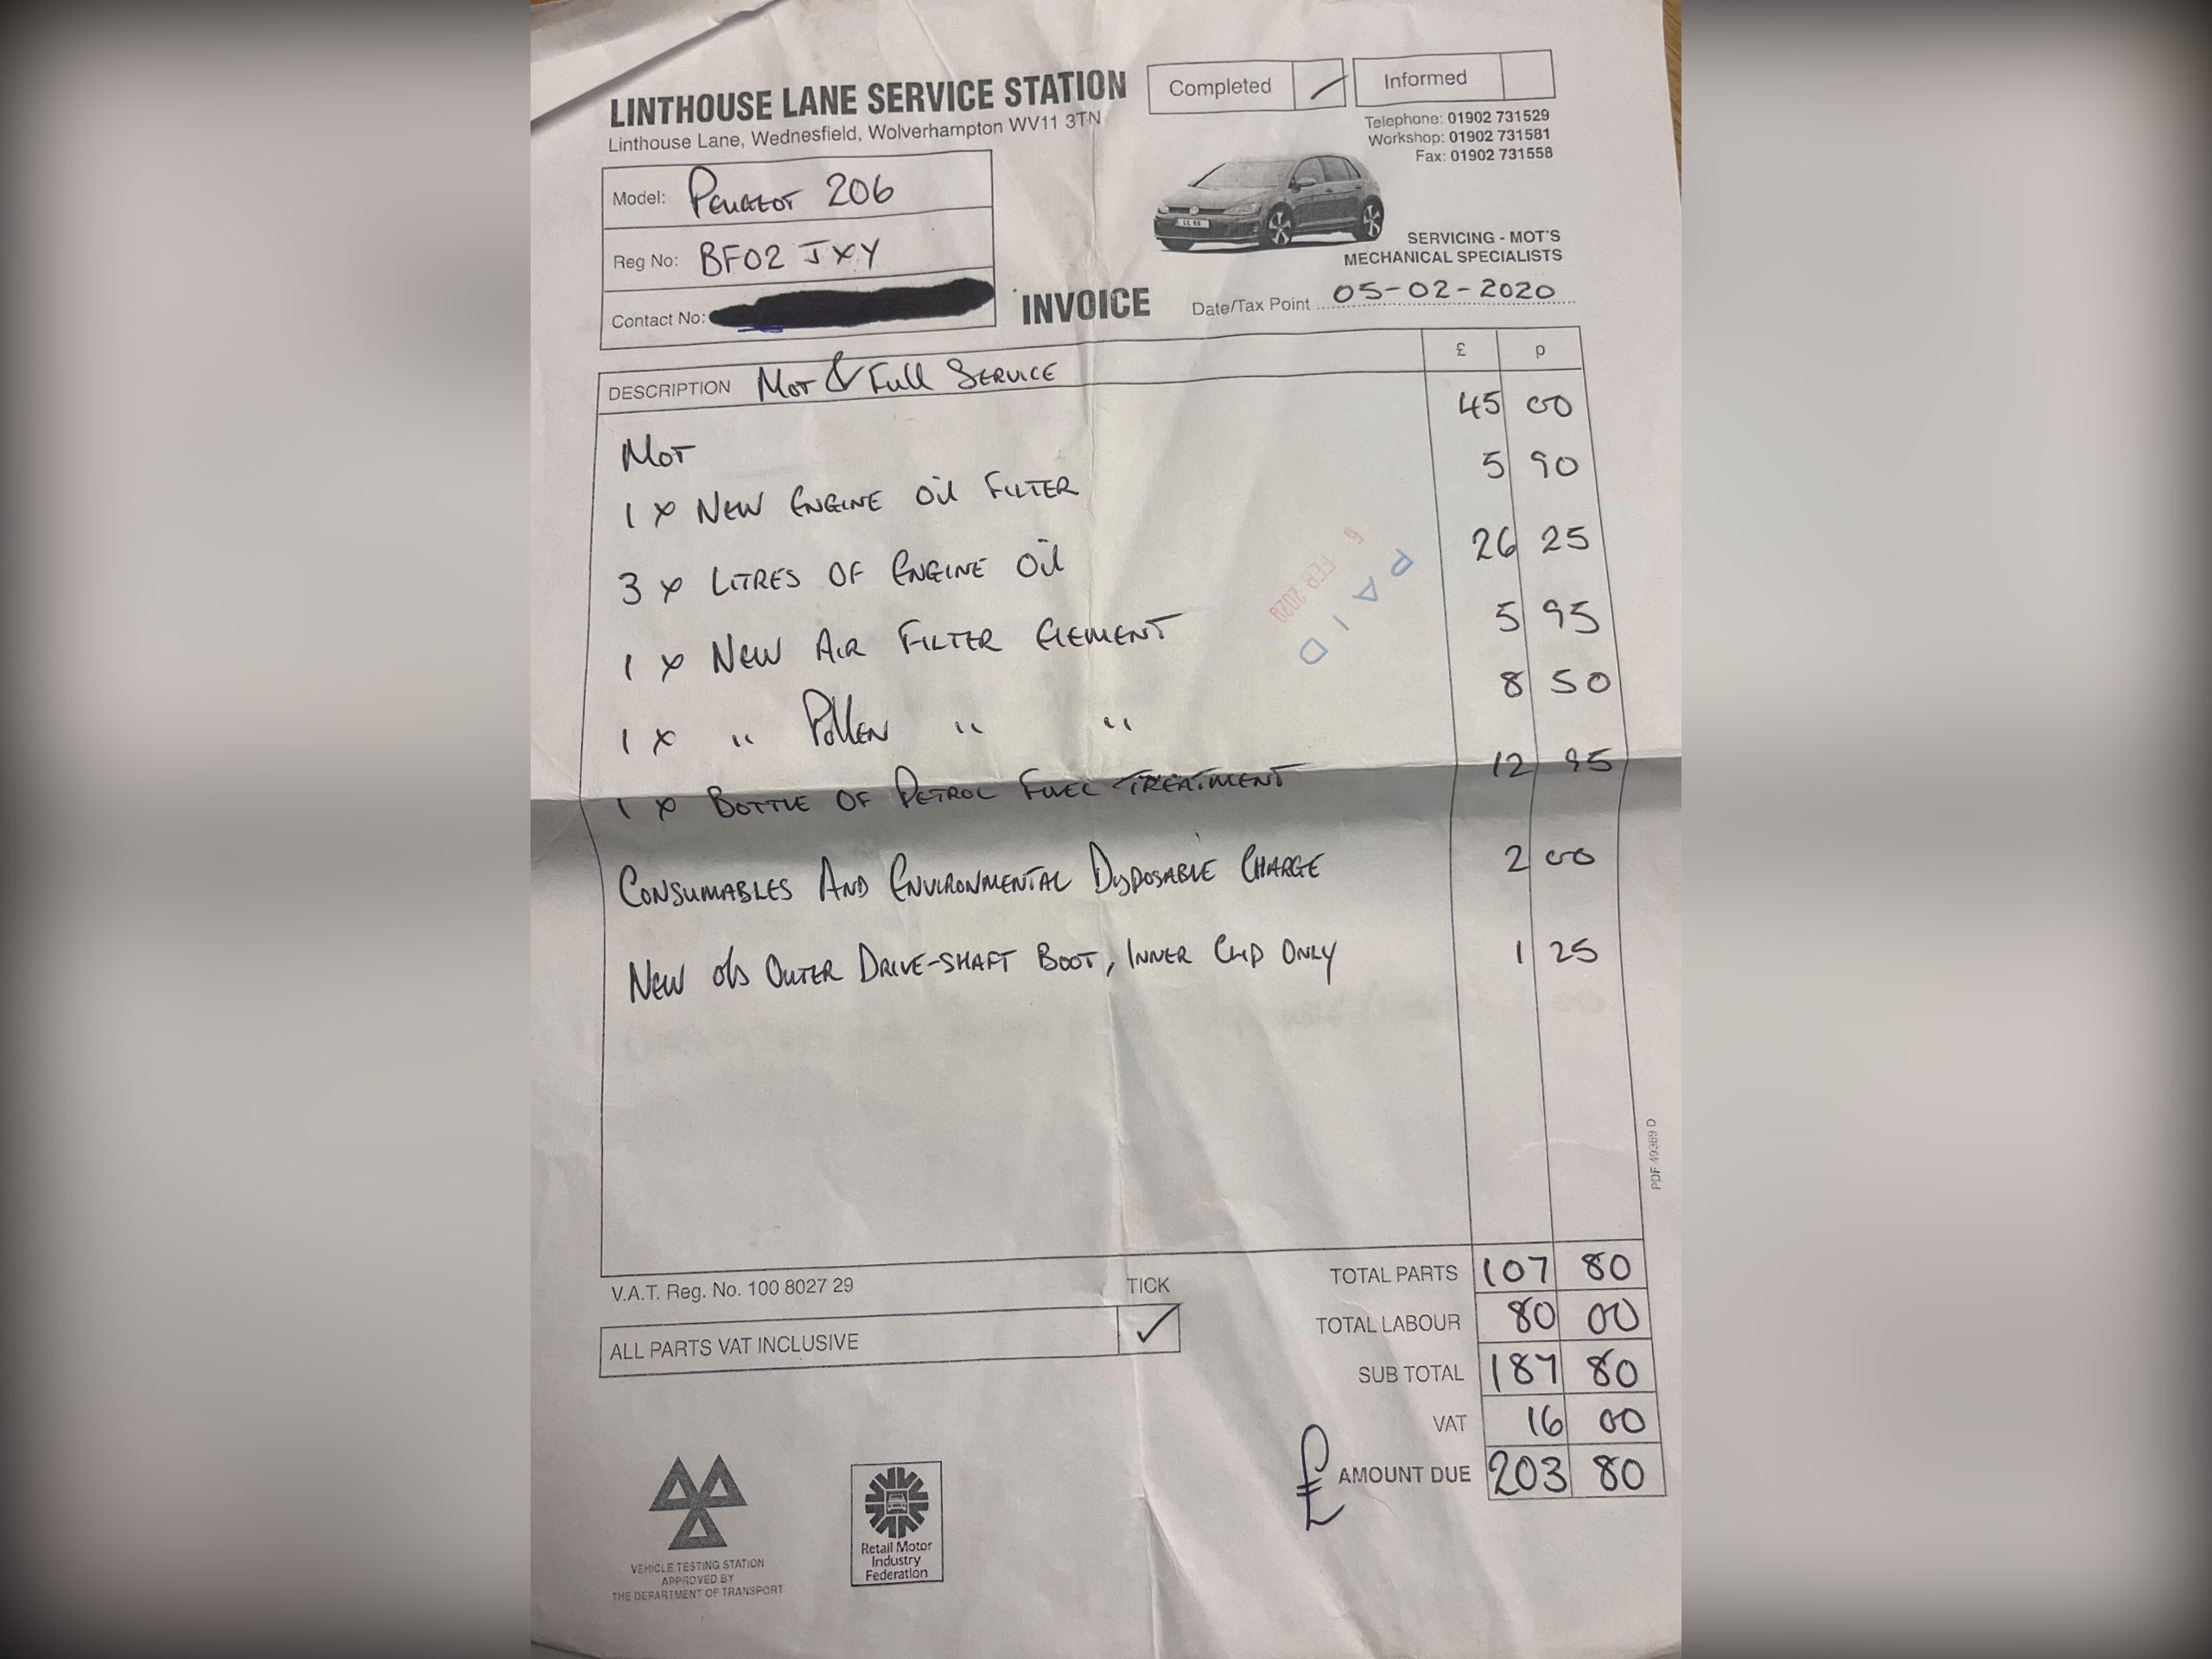 LINTHOUSE LANE SERVICE STATION
Linthouse Lane, Wednesfield, Wolverhampton WV11 3TN
Completed
Informed
Telephone: 01902 731529
Workshop: 01902 731581
Fax: 01902 731558
Model: PEUGEOT 206
Reg No: BF02 JXY
Contact No:
SERVICING - MOT'S
MECHANICAL SPECIALISTS
INVOICE
Date/Tax Point 05-02-2020
£ p
DESCRIPTION MOT & Full SERVICE
MOT 45 00
1 x NEW ENGINE Oil FILTER 5 90
3 x LITRES OF ENGINE Oil 26 25
1 x NEW AIR FILTER ElEMENT 5 95
1 x " POllEN " " 8 50
1 x BOTTLE OF PETROL FUEL TREATMENT 12 95
CONSUMABLES AND ENVIRONMENTAL DISPOSABLE CHARGE 2 00
NEW o/s OUTER DRIVE-SHAFT BOOT, INNER ClIP ONLY 1 25
PAID
6 FEB 2020
PDF 49369 D
V.A.T. Reg. No. 100 8027 29
TICK
ALL PARTS VAT INCLUSIVE ✓
TOTAL PARTS 107 80
TOTAL LABOUR 80 00
SUB TOTAL 187 80
VAT 16 00
£ AMOUNT DUE 203 80
VEHICLE TESTING STATION
APPROVED BY
THE DEPARTMENT OF TRANSPORT
Retail Motor
Industry
Federation